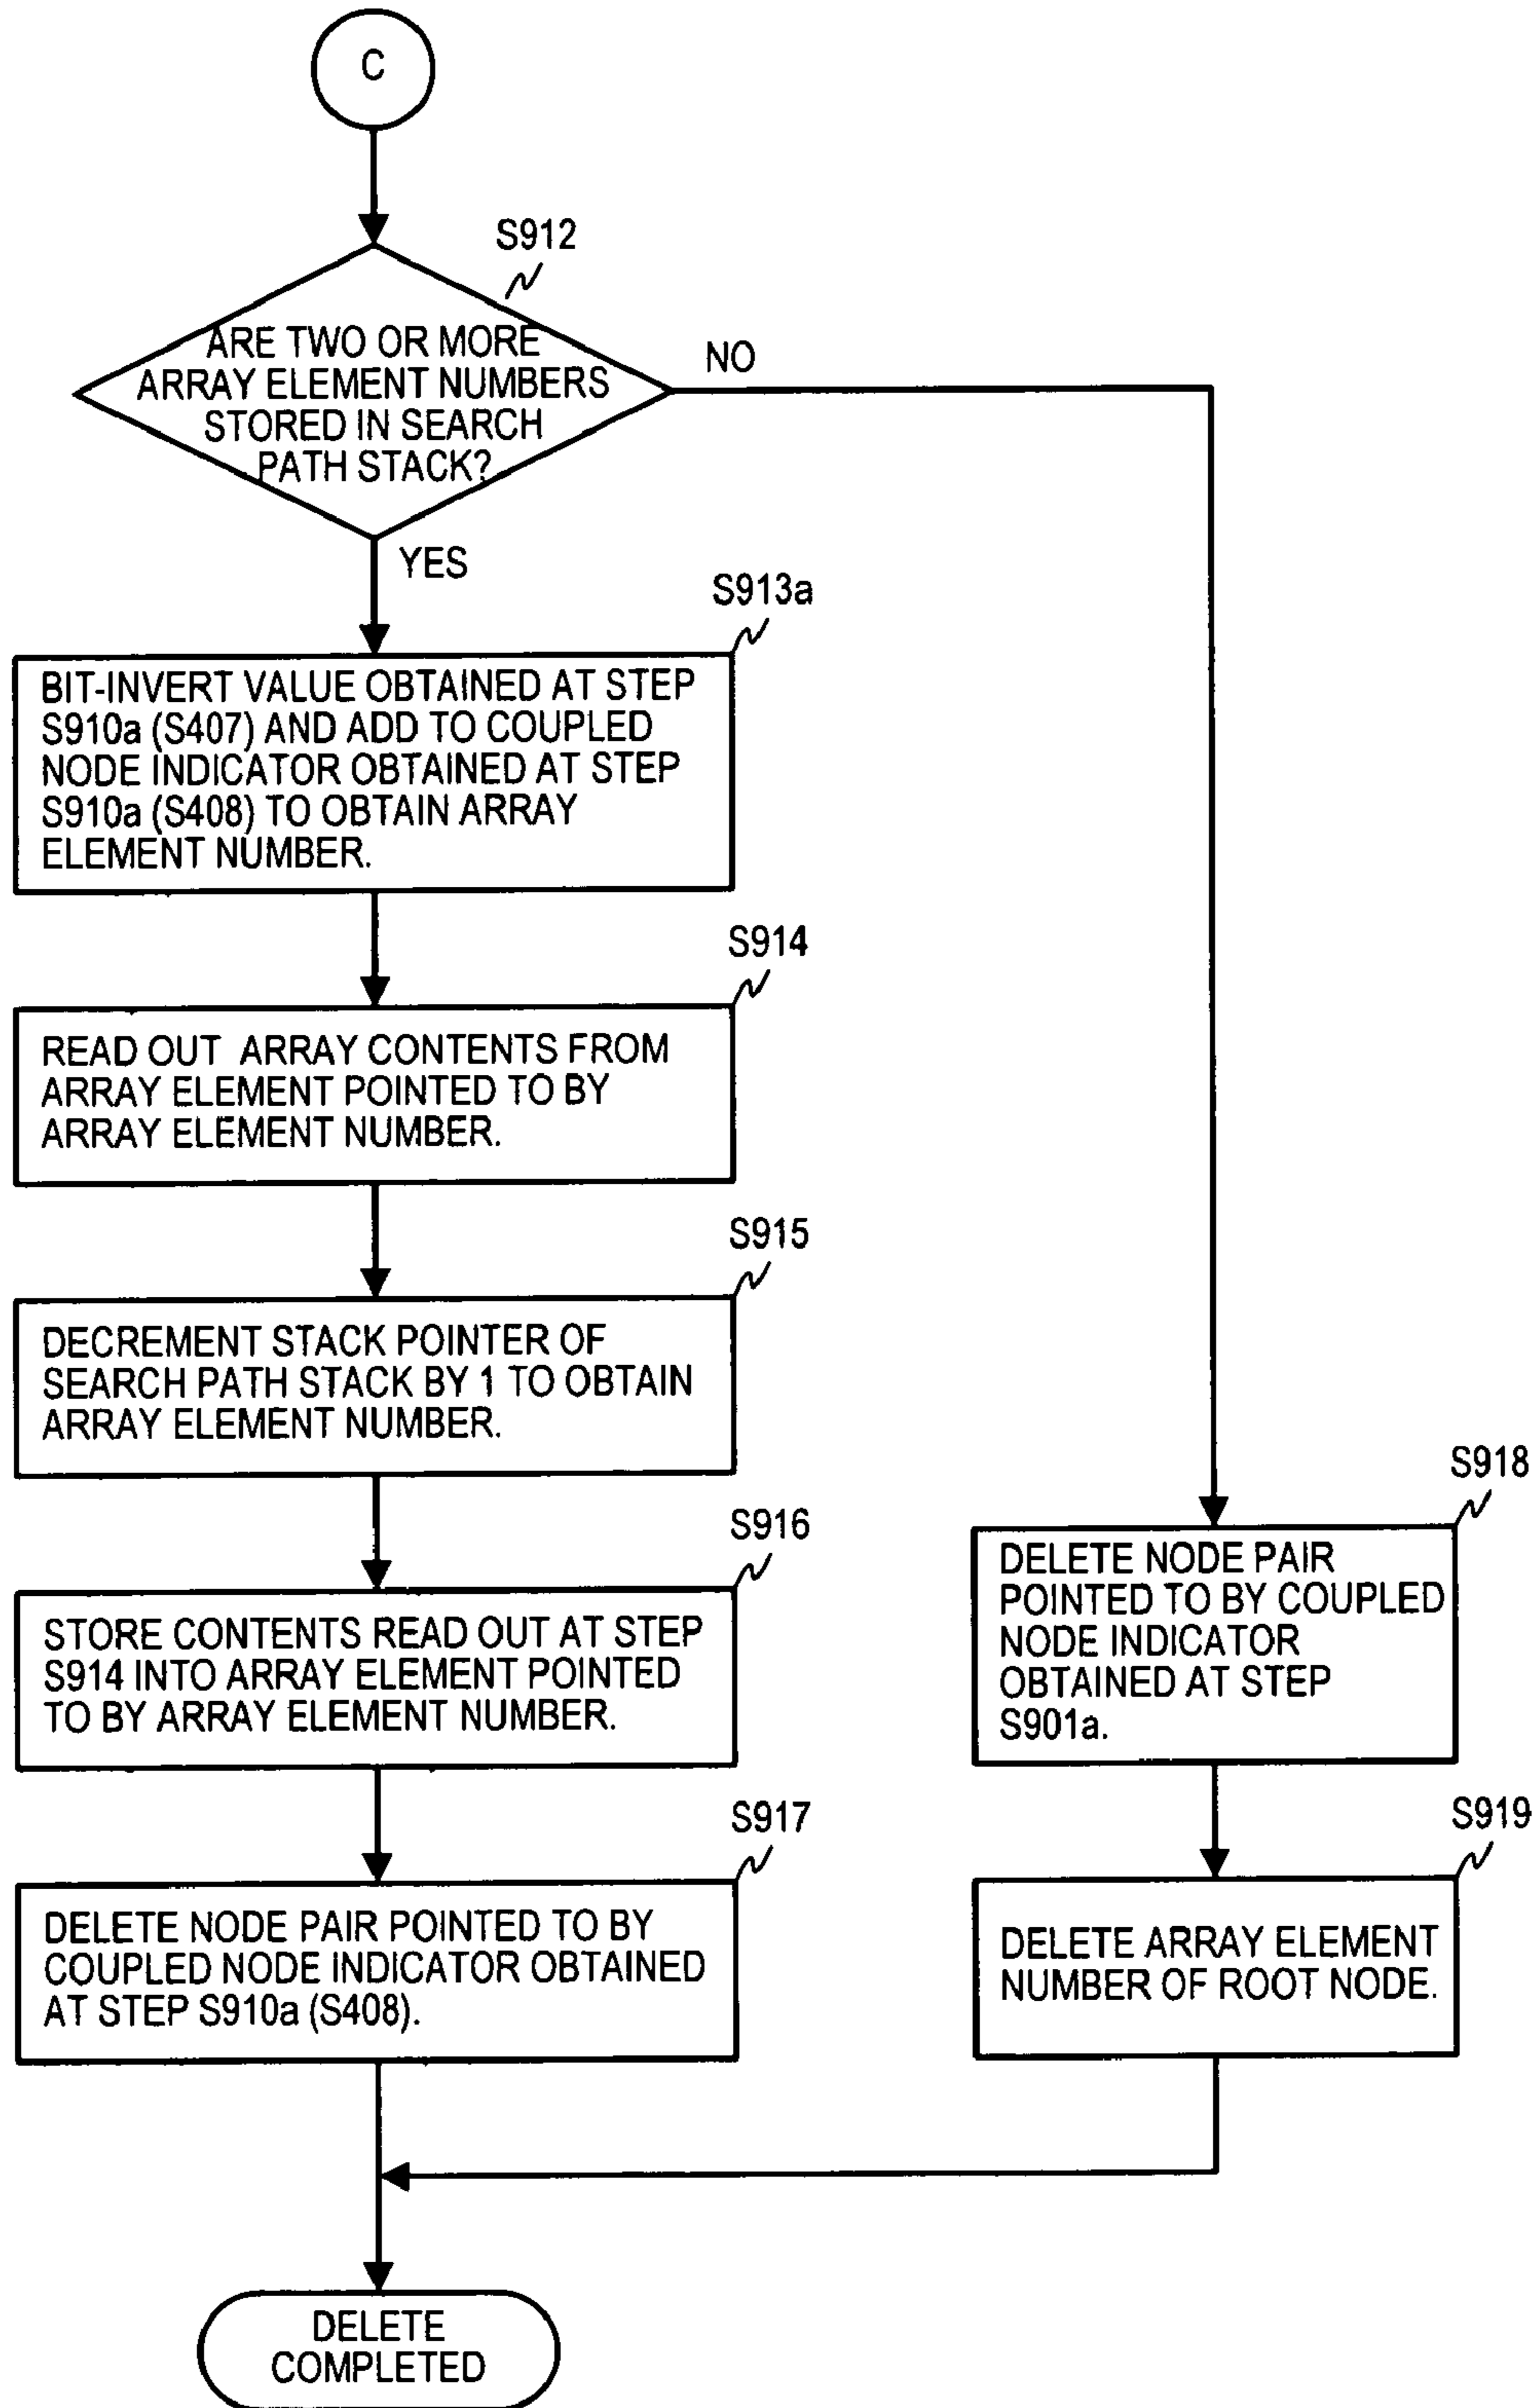 C
S912
ARE TWO OR MORE
ARRAY ELEMENT NUMBERS
STORED IN SEARCH
PATH STACK?
NO
YES
S913a
BIT-INVERT VALUE OBTAINED AT STEP
S910a (S407) AND ADD TO COUPLED
NODE INDICATOR OBTAINED AT STEP
S910a (S408) TO OBTAIN ARRAY
ELEMENT NUMBER.
S914
READ OUT ARRAY CONTENTS FROM
ARRAY ELEMENT POINTED TO BY
ARRAY ELEMENT NUMBER.
S915
DECREMENT STACK POINTER OF
SEARCH PATH STACK BY 1 TO OBTAIN
ARRAY ELEMENT NUMBER.
S916
STORE CONTENTS READ OUT AT STEP
S914 INTO ARRAY ELEMENT POINTED
TO BY ARRAY ELEMENT NUMBER.
S917
DELETE NODE PAIR POINTED TO BY
COUPLED NODE INDICATOR OBTAINED
AT STEP S910a (S408).
S918
DELETE NODE PAIR
POINTED TO BY COUPLED
NODE INDICATOR
OBTAINED AT STEP
S901a.
S919
DELETE ARRAY ELEMENT
NUMBER OF ROOT NODE.
DELETE
COMPLETED